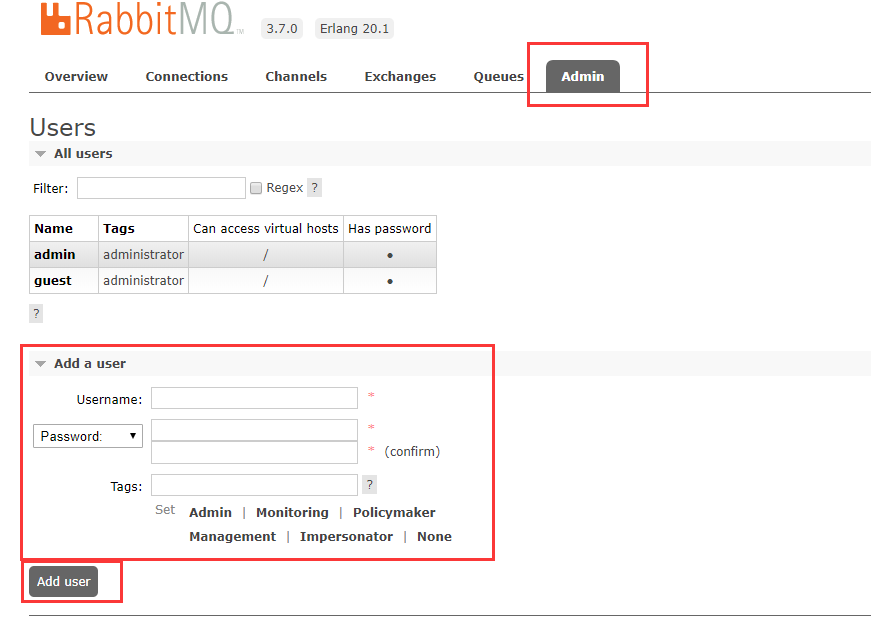 RabbitMQ TM 3.7.0 Erlang 20.1
Overview Connections Channels Exchanges Queues Admin
Users
All users
Filter: Regex ?
Name Tags Can access virtual hosts Has password
admin administrator / ●
guest administrator / ●
?
Add a user
Username: *
Password: ▼ *
* (confirm)
Tags: ?
Set Admin | Monitoring | Policymaker
Management | Impersonator | None
Add user